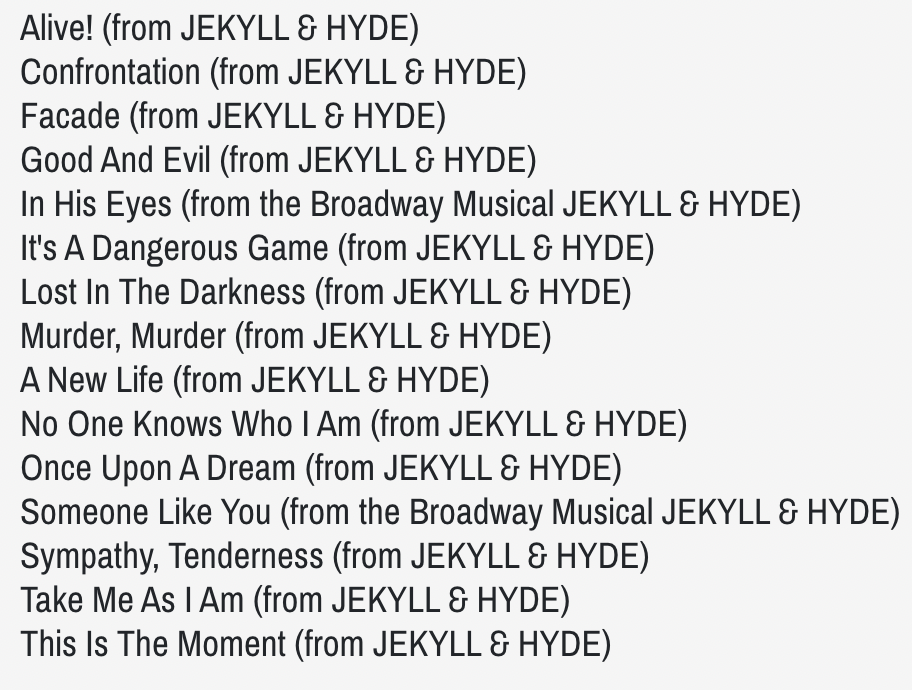 Alive! (from JEKYLL & HYDE)
Confrontation (from JEKYLL & HYDE)
Facade (from JEKYLL & HYDE)
Good And Evil (from JEKYLL & HYDE)
In His Eyes (from the Broadway Musical JEKYLL & HYDE)
It's A Dangerous Game (from JEKYLL & HYDE)
Lost In The Darkness (from JEKYLL & HYDE)
Murder, Murder (from JEKYLL & HYDE)
A New Life (from JEKYLL & HYDE)
No One Knows Who I Am (from JEKYLL & HYDE)
Once Upon A Dream (from JEKYLL & HYDE)
Someone Like You (from the Broadway Musical JEKYLL & HYDE)
Sympathy, Tenderness (from JEKYLL & HYDE)
Take Me As I Am (from JEKYLL & HYDE)
This Is The Moment (from JEKYLL & HYDE)